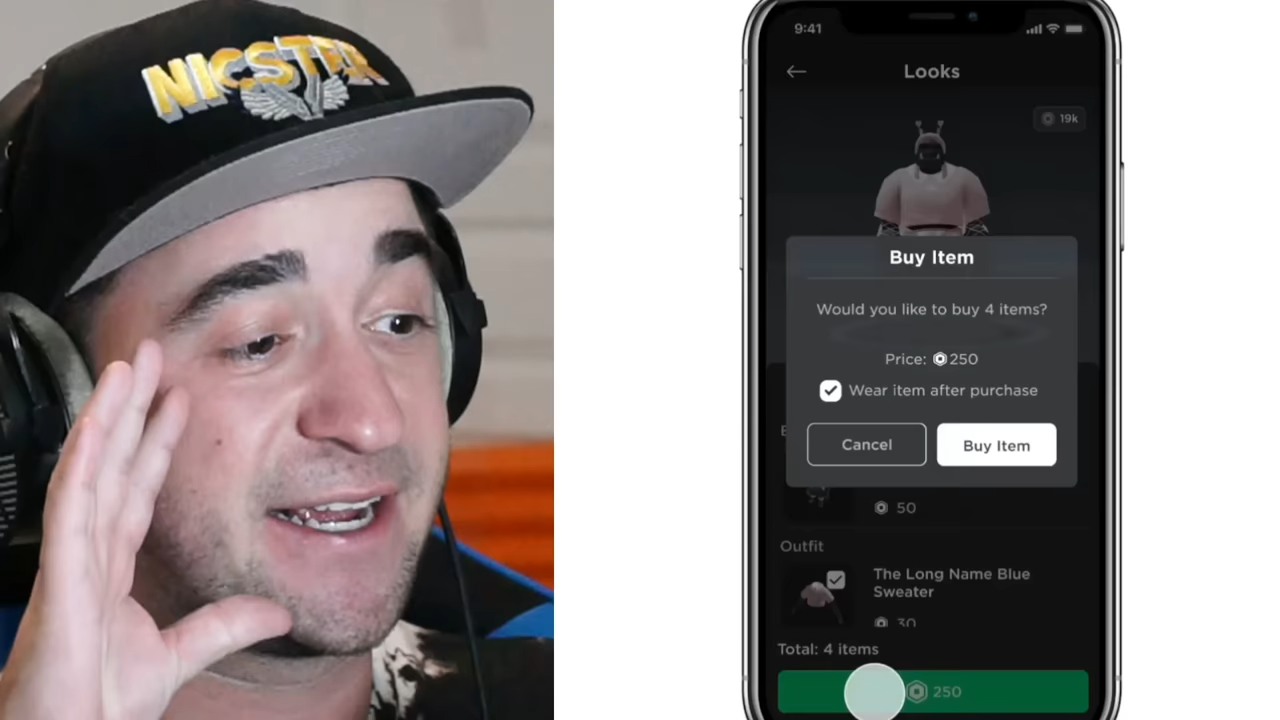 NICSTER
9:41
Looks
19k
Buy Item
Would you like to buy 4 items?
Price: 250
Wear item after purchase
Cancel
Buy Item
50
Outfit
The Long Name Blue
Sweater
30
Total: 4 items
250